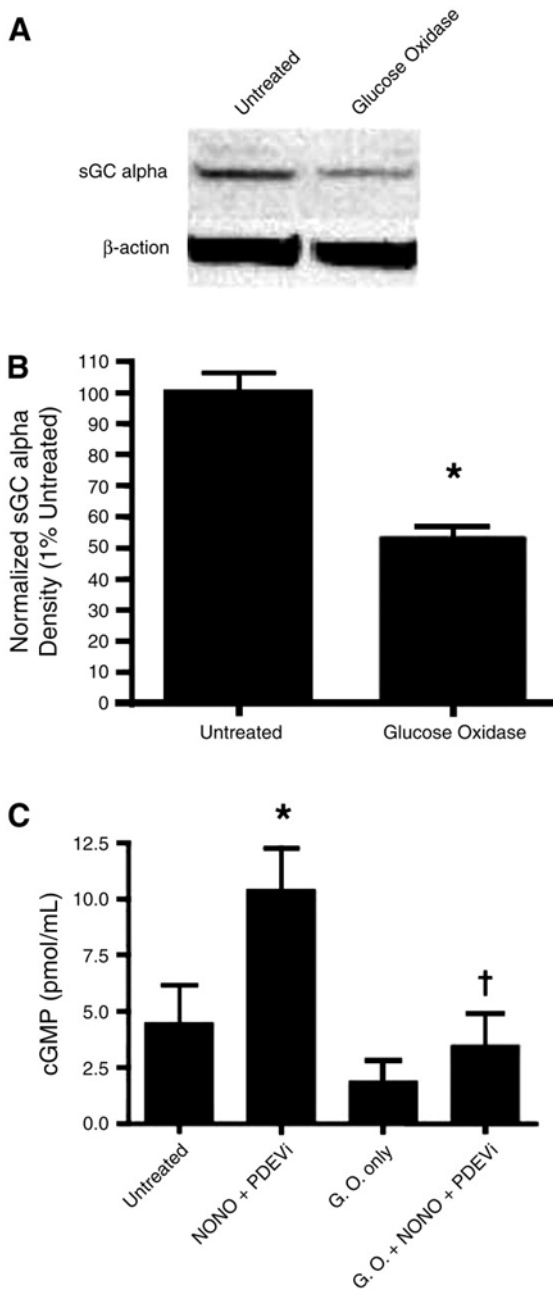 A
Untreated
Glucose Oxidase
sGC alpha
β-action
B
Normalized sGC alpha
Density (1% Untreated)
110
100
90
80
70
60
50
40
30
20
10
0
*
Untreated
Glucose Oxidase
C
cGMP (pmol/mL)
12.5
10.0
7.5
5.0
2.5
0.0
*
†
Untreated
NONO + PDEVi
G. O. only
G. O. + NONO + PDEVi